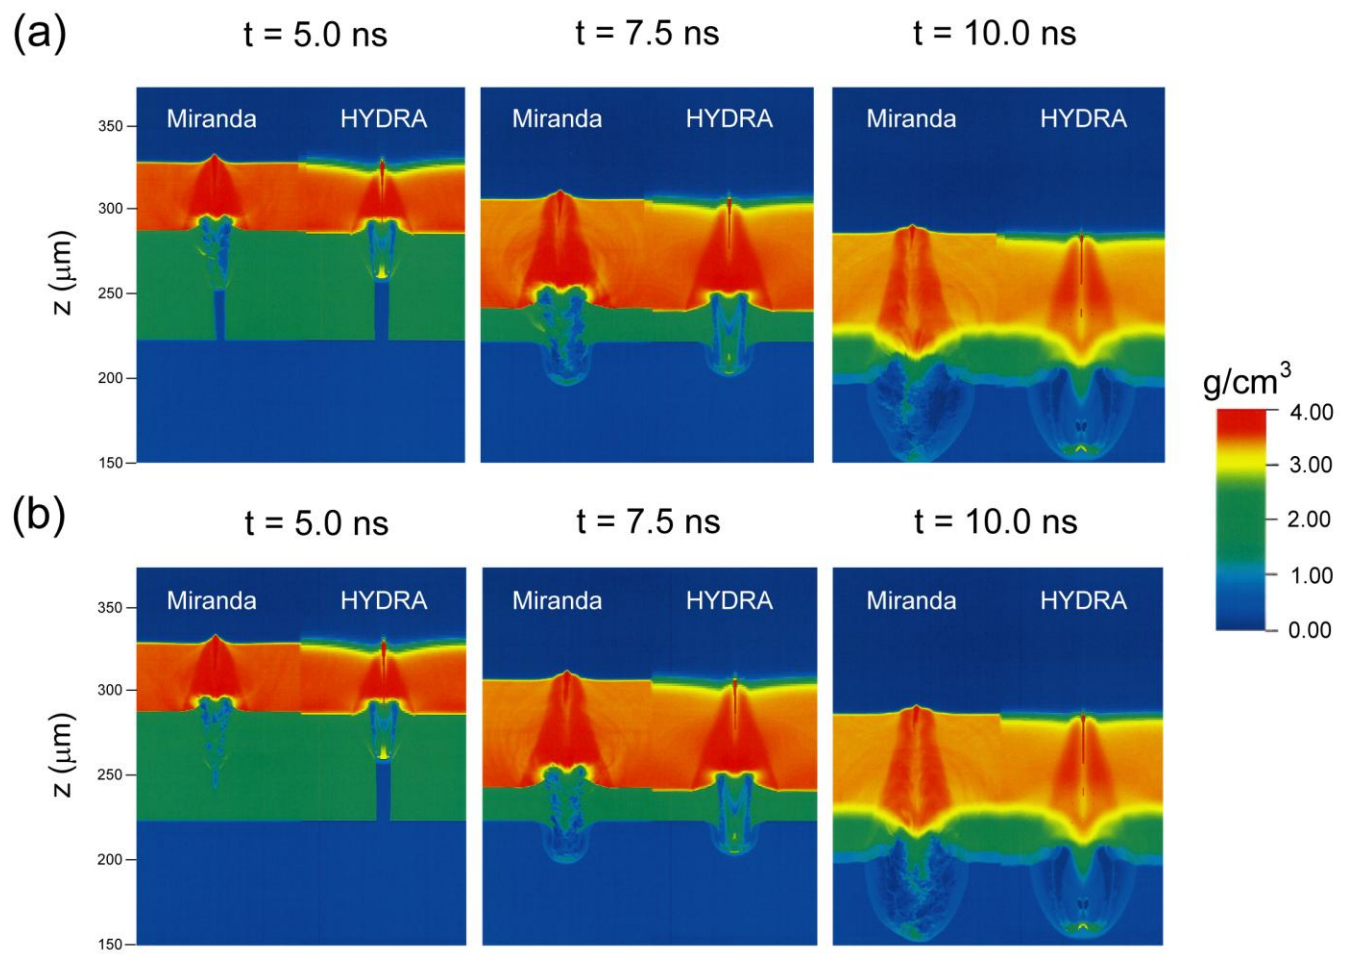 (a)
t = 5.0 ns
t = 7.5 ns
t = 10.0 ns
Miranda
HYDRA
Miranda
HYDRA
Miranda
HYDRA
350
300
250
200
150
z (μm)
g/cm3
4.00
3.00
2.00
1.00
0.00
(b)
t = 5.0 ns
t = 7.5 ns
t = 10.0 ns
Miranda
HYDRA
Miranda
HYDRA
Miranda
HYDRA
350
300
250
200
150
z (μm)